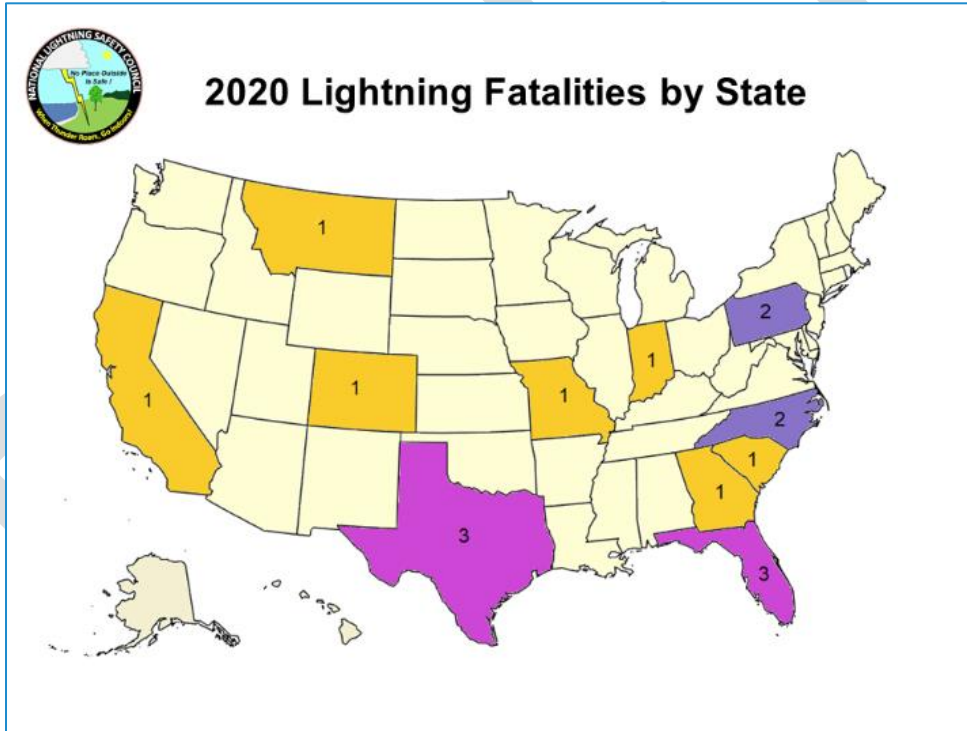 NATIONAL LIGHTNING SAFETY COUNCIL
No Place Outside
Is Safe !
When Thunder Roars, Go Indoors!
2020 Lightning Fatalities by State
1
2
1
1
1
1
2
1
1
3
3